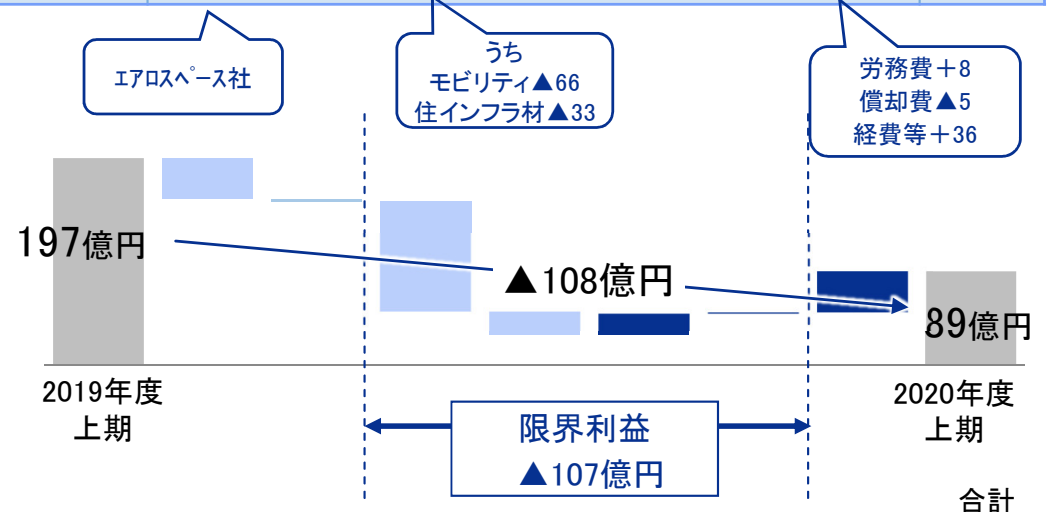 エアロスペース社
うち
モビリティ▲66
住インフラ材▲33
労務費+8
償却費▲5
経費等+36
197億円
▲108億円
89億円
2019年度
上期
2020年度
上期
限界利益
▲107億円
合計